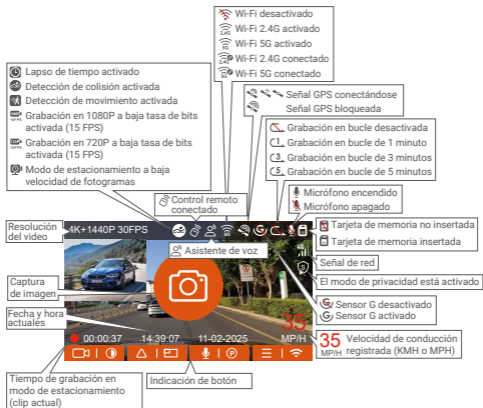 Wi-Fi desactivado
Wi-Fi 2.4G activado
Wi-Fi 5G activado
Wi-Fi 2.4G conectado
Wi-Fi 5G conectado
Lapso de tiempo activado
Detección de colisión activada
Detección de movimiento activada
Grabación en 1080P a baja tasa de bits
activada (15 FPS)
Grabación en 720P a baja tasa de bits
activada (15 FPS)
Modo de estacionamiento a baja
velocidad de fotogramas
Señal GPS conectándose
Señal GPS bloqueada
Grabación en bucle desactivada
1 Grabación en bucle de 1 minuto
3 Grabación en bucle de 3 minutos
5 Grabación en bucle de 5 minutos
Control remoto
conectado
Micrófono encendido
Micrófono apagado
Resolución
del vídeo
4K+1440P 30FPS
Tarjeta de memoria no insertada
Tarjeta de memoria insertada
Asistente de voz
4G
Señal de red
El modo de privacidad está activado
Captura
de imagen
Sensor G desactivado
Sensor G activado
Fecha y hora
actuales
35
MP/H
00:00:37 14:39:07 11-02-2025
35
MP/H
Velocidad de conducción
registrada (KMH o MPH)
Tiempo de grabación en
modo de estacionamiento
(clip actual)
Indicación de botón